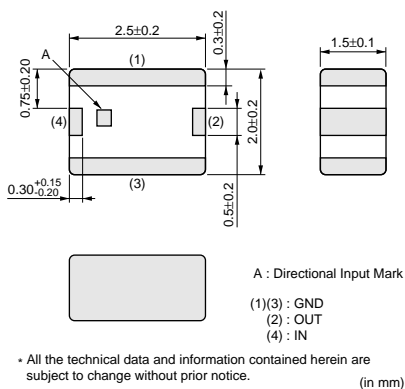 2.5±0.2
0.3±0.2
1.5±0.1
A
(1)
0.75±0.20
(4)
(2)
2.0±0.2
(3)
0.30+0.15-0.20
0.5±0.2
A : Directional Input Mark
(1)(3) : GND
(2) : OUT
(4) : IN
* All the technical data and information contained herein are
subject to change without prior notice.
(in mm)